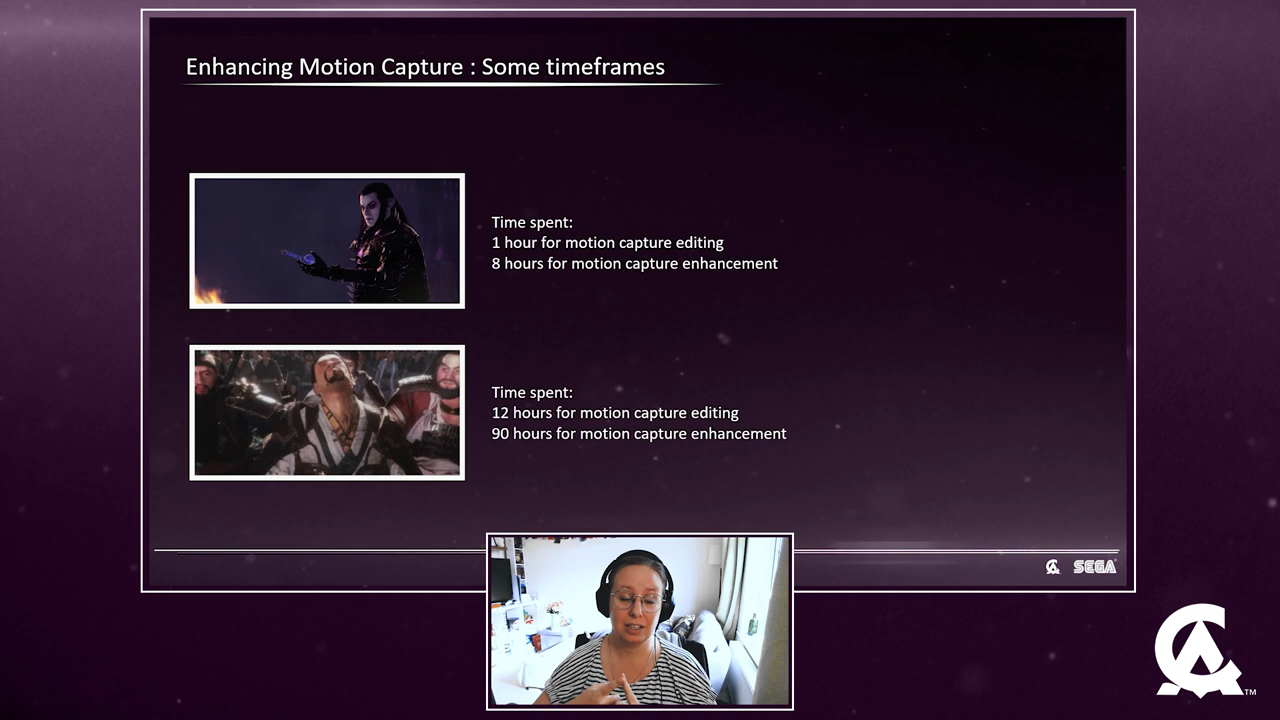 Enhancing Motion Capture : Some timeframes
Time spent:
1 hour for motion capture editing
8 hours for motion capture enhancement
Time spent:
12 hours for motion capture editing
90 hours for motion capture enhancement
SEGA
TM